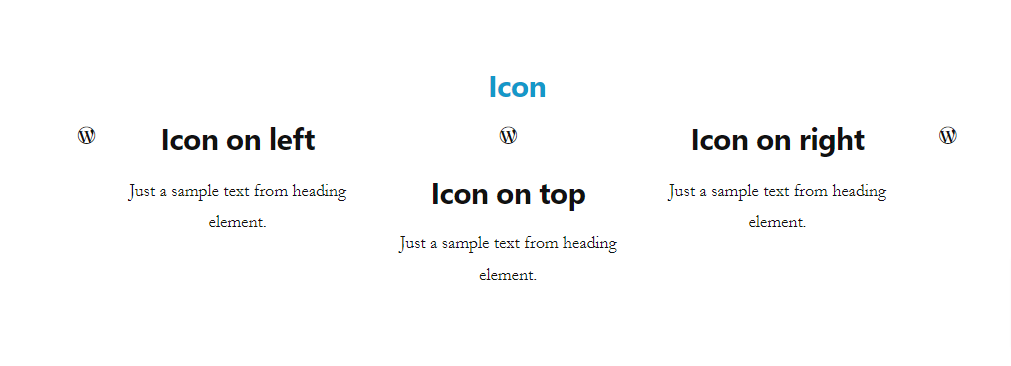 Icon
Icon on left
Just a sample text from heading
element.
Icon on top
Just a sample text from heading
element.
Icon on right
Just a sample text from heading
element.